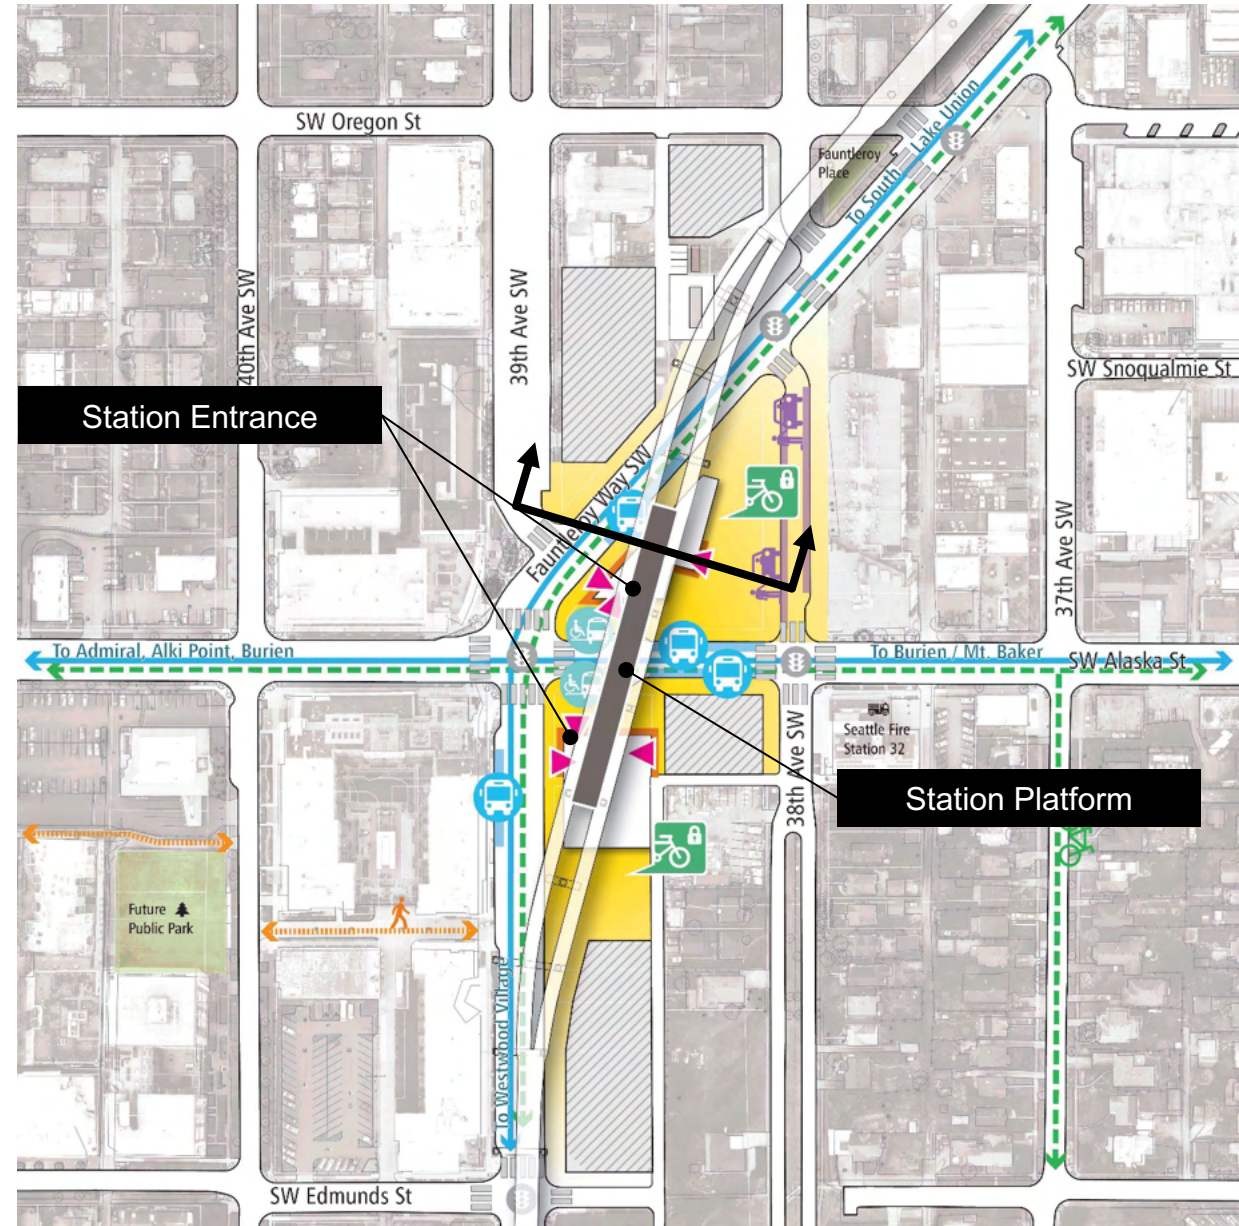 SW Oregon St
To South Lake Union
Fauntleroy
Place
40th Ave SW
39th Ave SW
SW Snoqualmie St
Station Entrance
Fauntleroy Way SW
37th Ave SW
To Admiral, Alki Point, Burien
To Burien / Mt. Baker
SW Alaska St
Seattle Fire
Station 32
38th Ave SW
Station Platform
Future
Public Park
To Westwood Village
SW Edmunds St